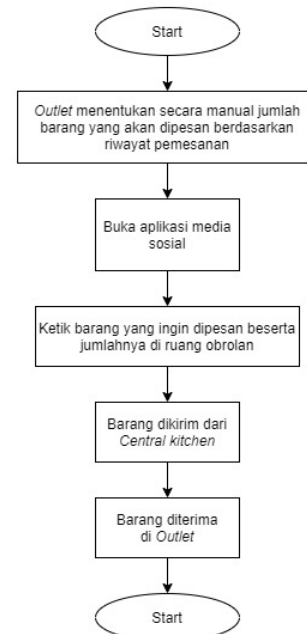 Start
Outlet menentukan secara manual jumlah
barang yang akan dipesan berdasarkan
riwayat pemesanan
Buka aplikasi media
sosial
Ketik barang yang ingin dipesan beserta
jumlahnya di ruang obrolan
Barang dikirim dari
Central kitchen
Barang diterima
di Outlet
Start